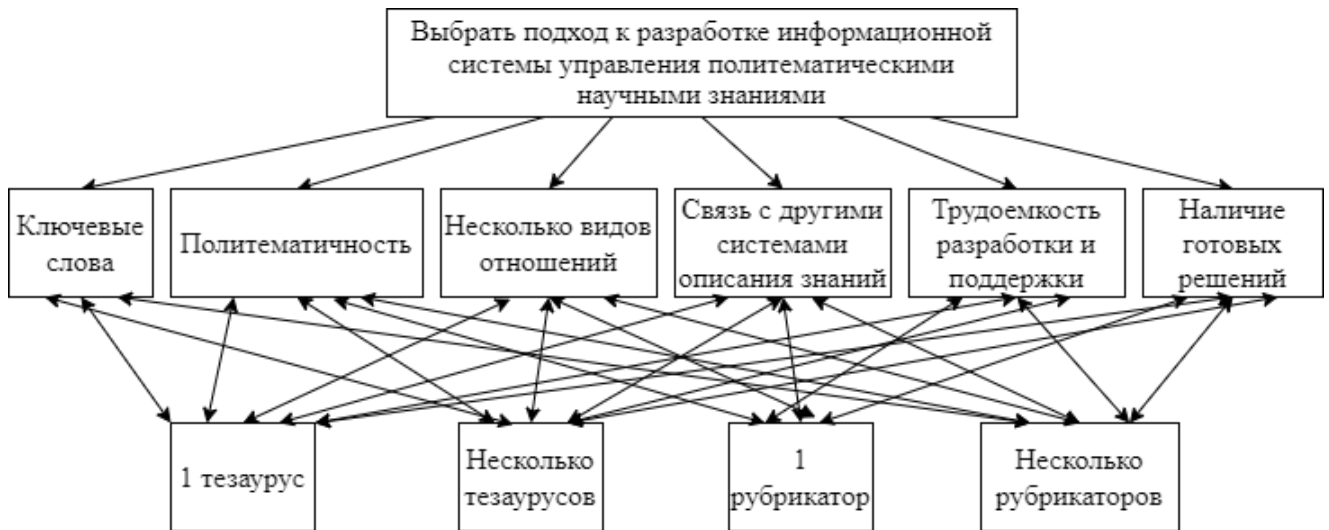 Выбрать подход к разработке информационной
системы управления политематическими
научными знаниями
Ключевые
слова
Политематичность
Несколько видов
отношений
Связь с другими
системами
описания знаний
Трудоемкость
разработки и
поддержки
Наличие
готовых
решений
1 тезаурус
Несколько
тезаурусов
1
рубрикатор
Несколько
рубрикаторов